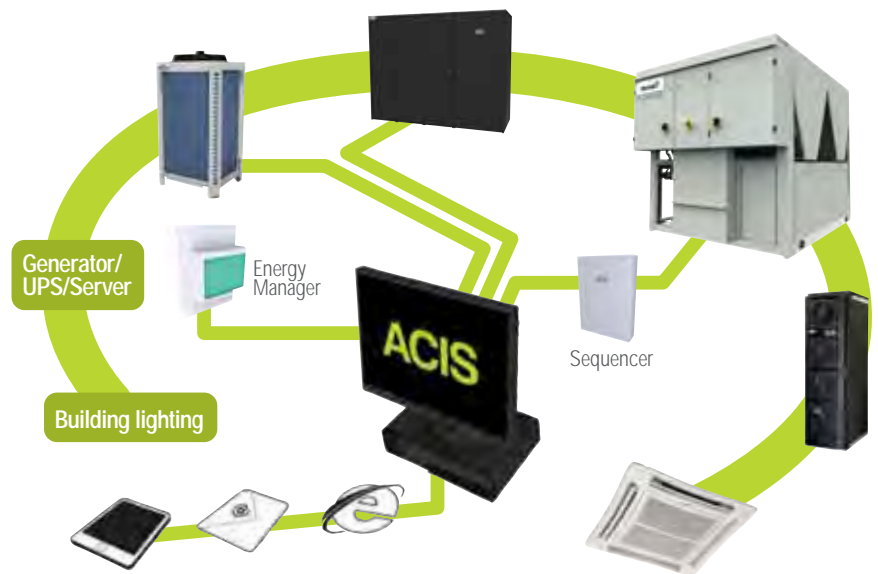 Generator/
UPS/Server
Energy
Manager
ACIS
Sequencer
Building lighting